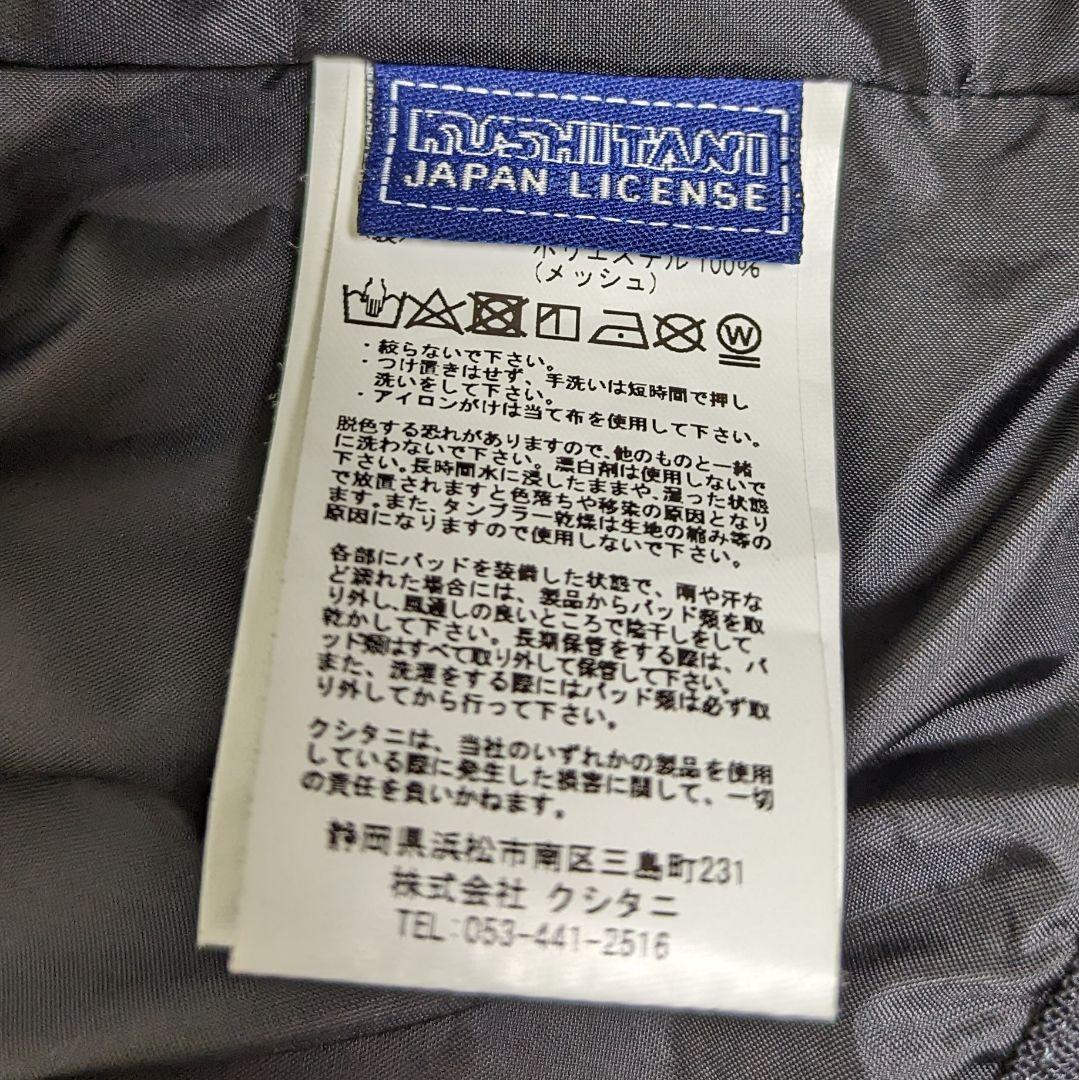 KUSHITANI
JAPAN LICENSE
ポリエステル 100%
(メッシュ)
W
・絞らないで下さい。
・つけ置きはせず、手洗いは短時間で押し
洗いをして下さい。
・アイロンがけは当て布を使用して下さい。
脱色する恐れがありますので、他のものと一緒
に洗わないで下さい。漂白剤は使用しないで
下さい。長時間水に浸したままや、湿った状態
で放置されますと色落ちや移染の原因となり
ます。また、タンブラー乾燥は生地の縮み等の
原因になりますので使用しないで下さい。
各部にパッドを装備した状態で、雨や汗な
ど濡れた場合には、製品からパッド類を取
り外し、風通しの良いところで陰干しをして
乾かして下さい。長期保管をする際は、パ
ッド類はすべて取り外して保管して下さい。
また、洗濯をする際にはパッド類は必ず取
り外してから行って下さい。
クシタニは、当社のいずれかの製品を使用
している際に発生した損害に関して、一切
の責任を負いかねます。
静岡県浜松市南区三島町231
株式会社 クシタニ
TEL:053-441-2516